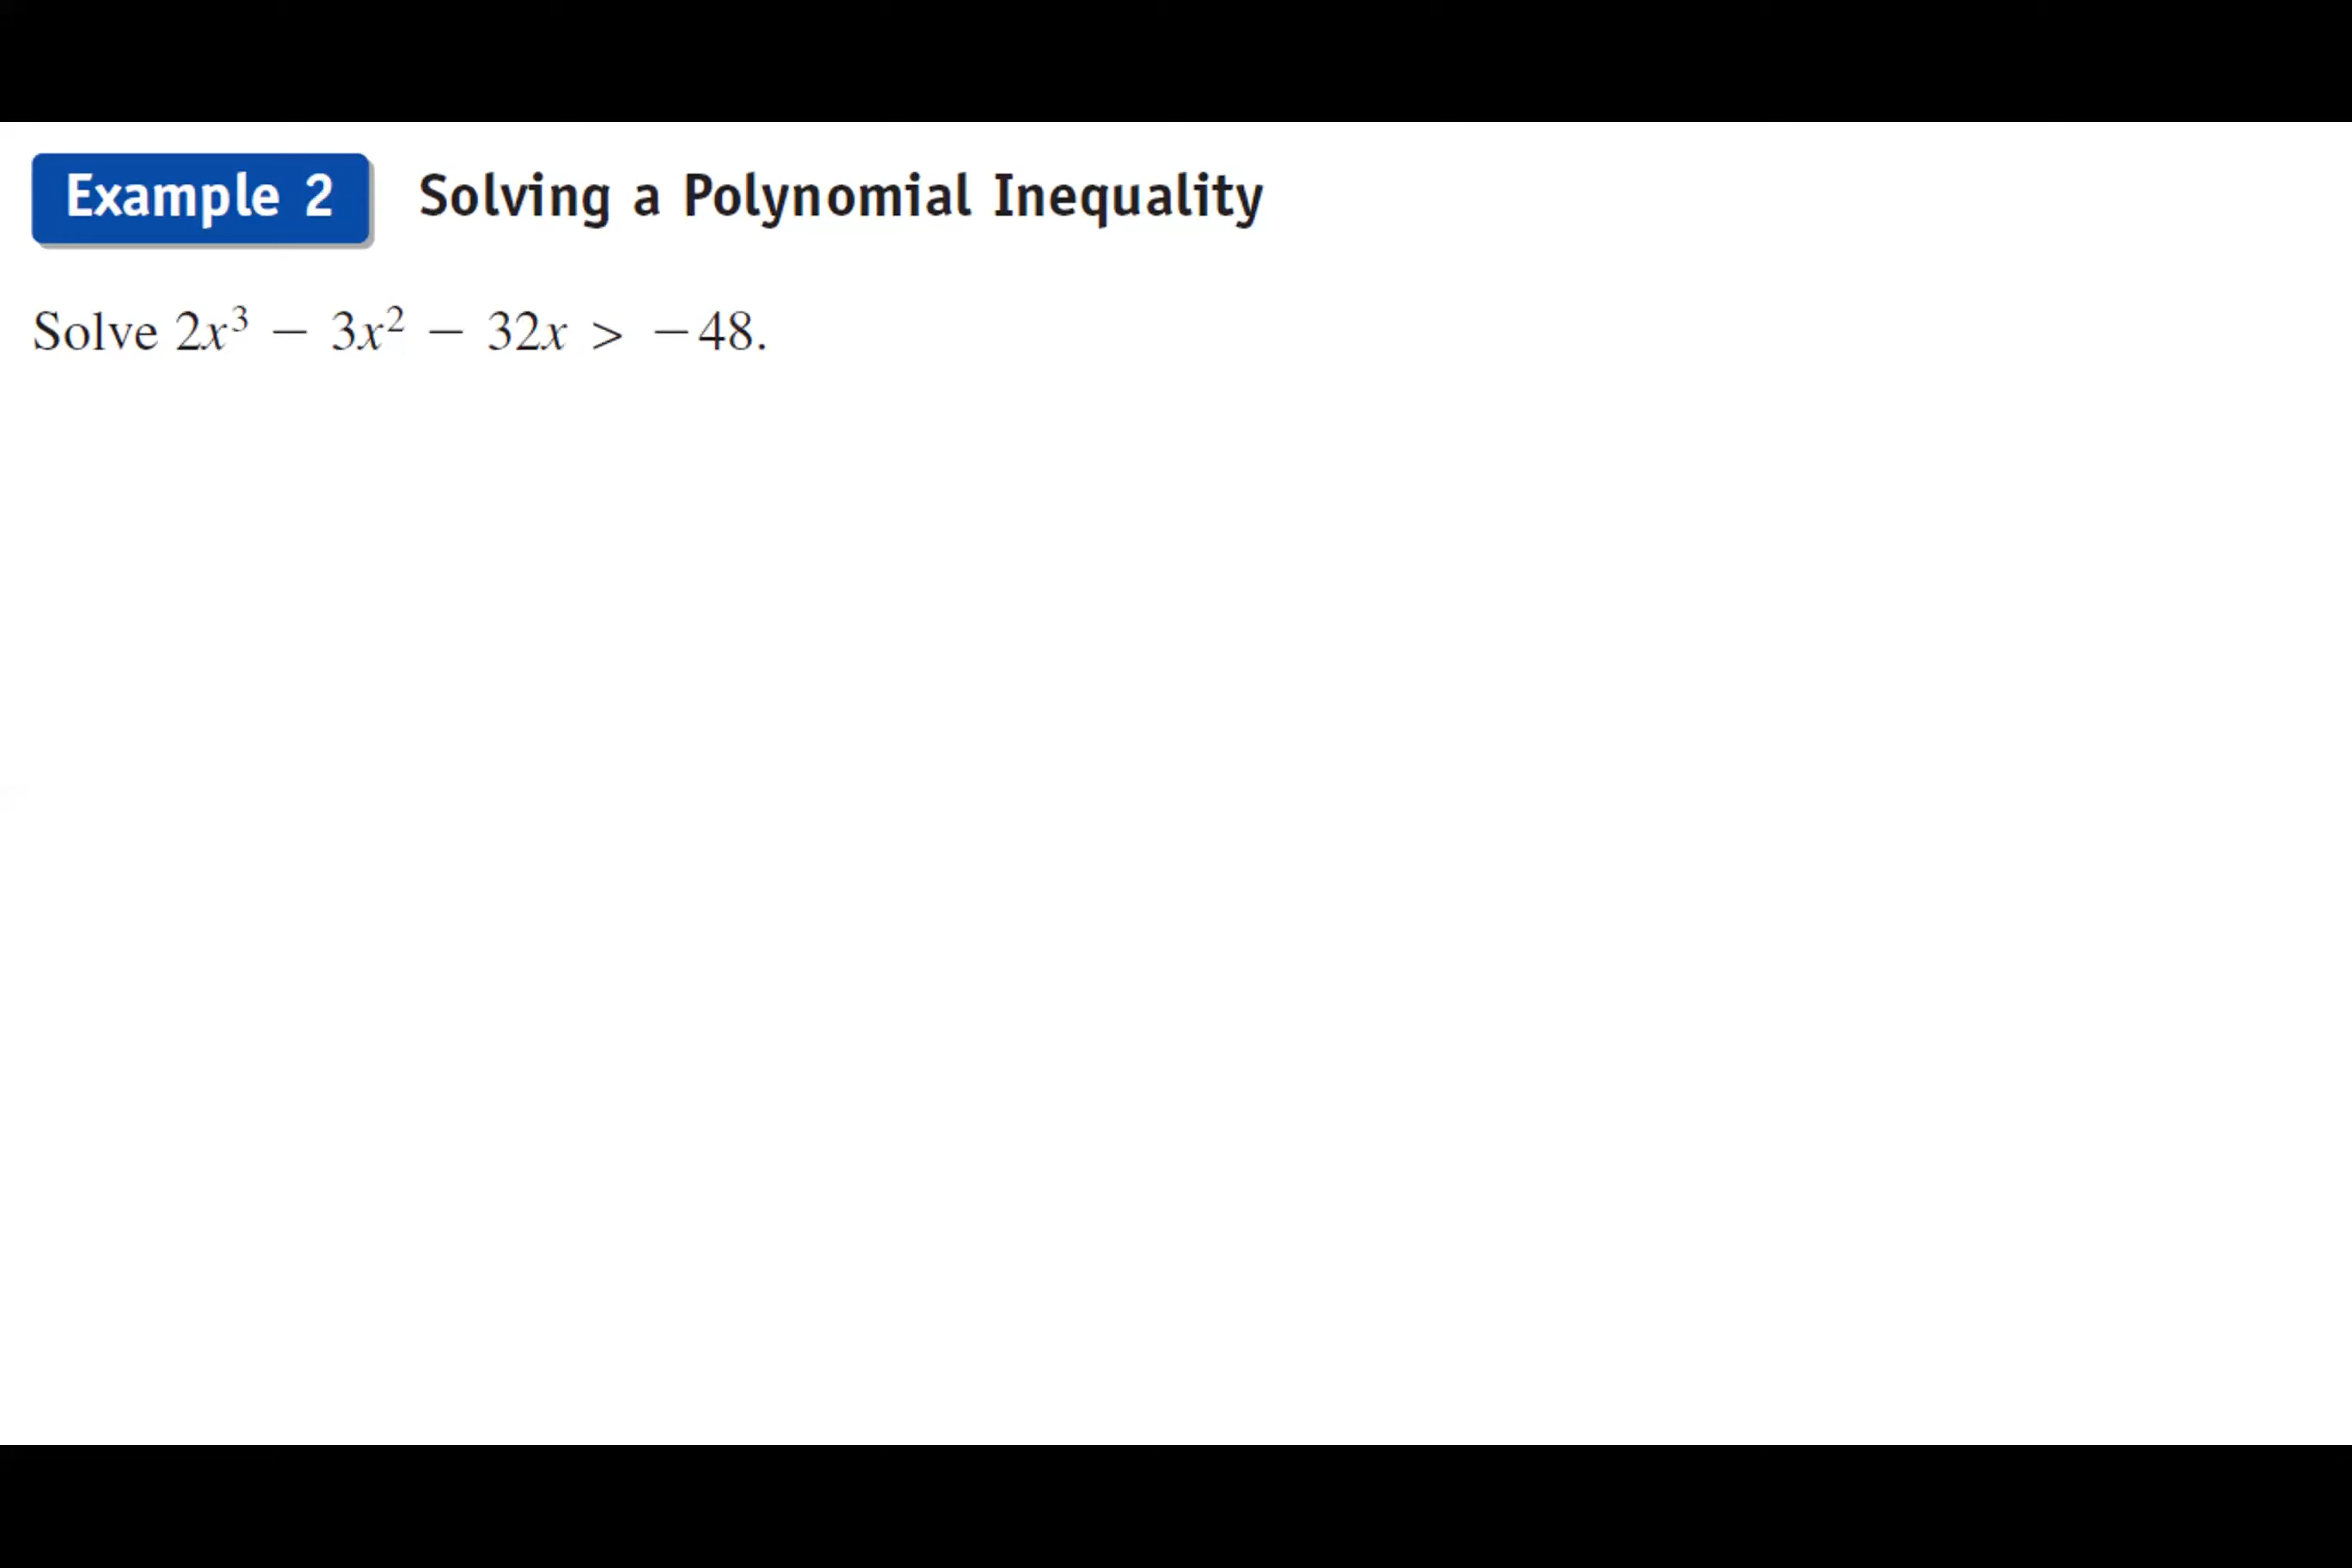 Example 2 Solving a Polynomial Inequality
Solve 2x³ − 3x² − 32x > −48.